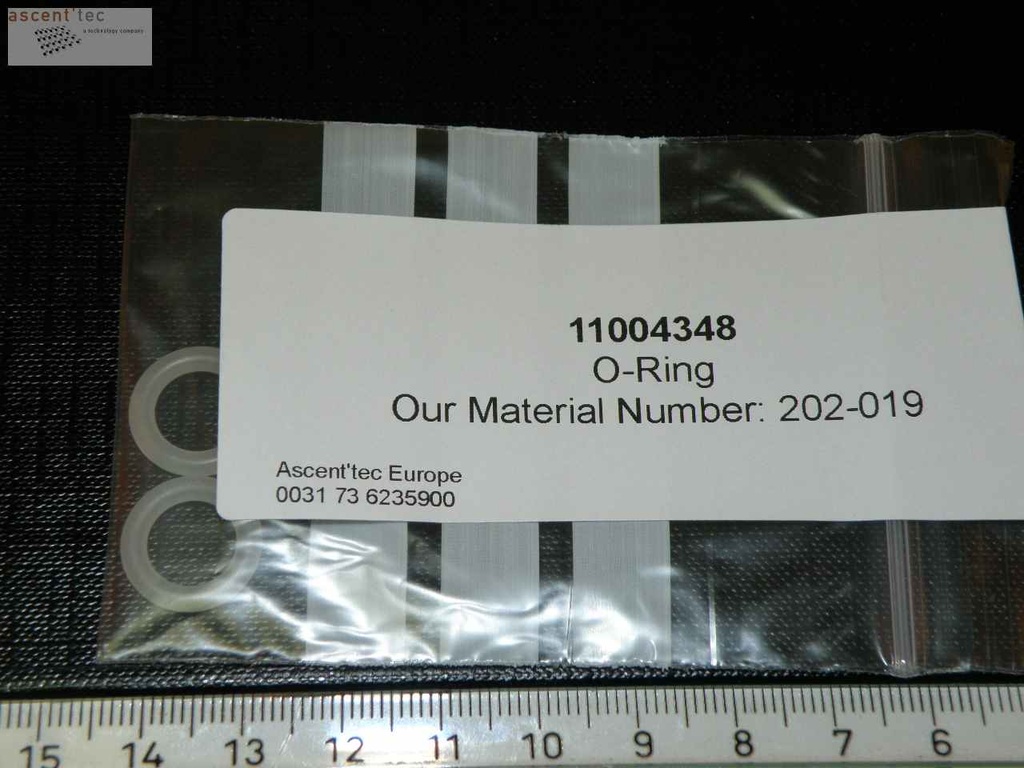 ascent'tec
a technology company
11004348
O-Ring
Our Material Number: 202-019
Ascent'tec Europe
0031 73 6235900
15 14 13 12 11 10 9 8 7 6